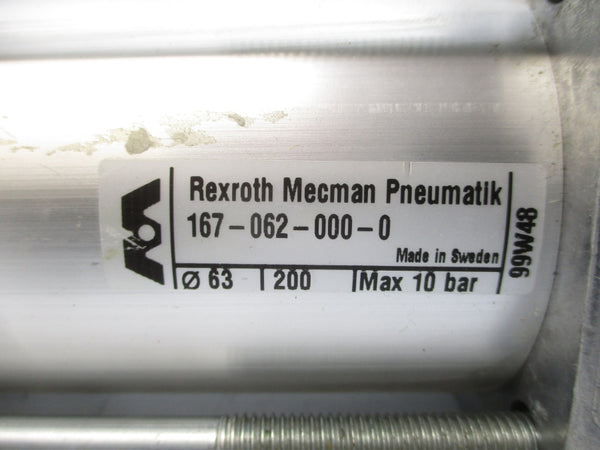 Rexroth Mecman Pneumatik
167-062-000-0
Made in Sweden
Ø 63 200 Max 10 bar
99W48